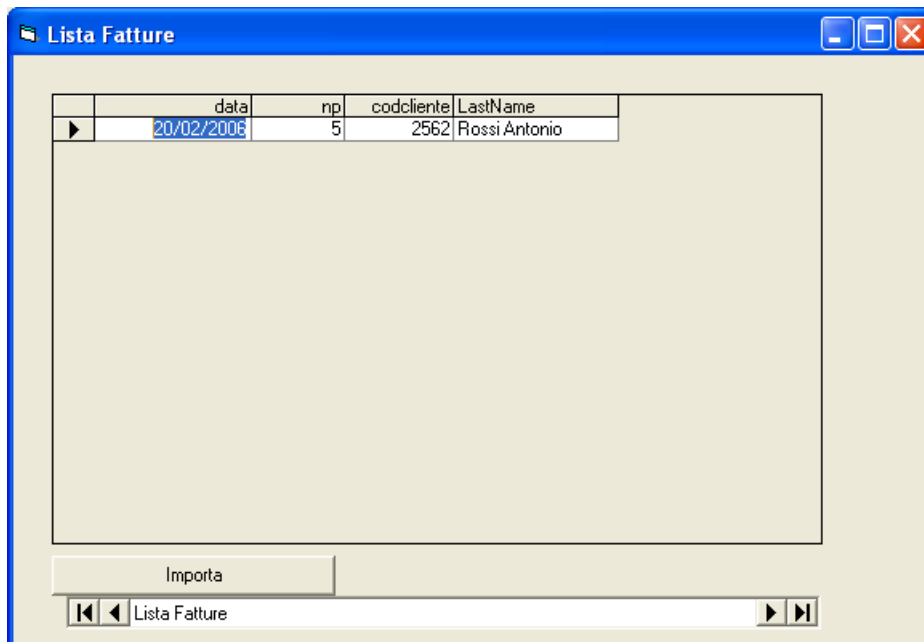 Lista Fatture
data np codcliente LastName
20/02/2006 5 2562 Rossi Antonio
Importa
Lista Fatture